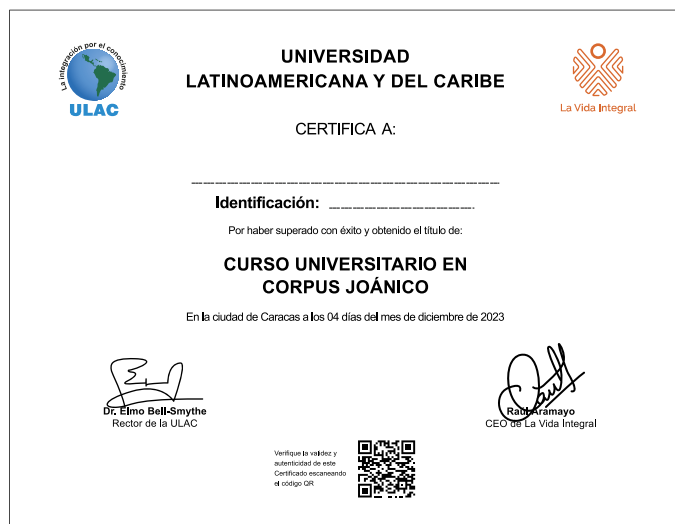 La integración por el conocimiento
ULAC
UNIVERSIDAD
LATINOAMERICANA Y DEL CARIBE
La Vida Integral
CERTIFICA A:
Identificación:
Por haber superado con éxito y obtenido el título de:
CURSO UNIVERSITARIO EN
CORPUS JOÁNICO
En la ciudad de Caracas a los 04 días del mes de diciembre de 2023
Dr. Elmo Bell-Smythe
Rector de la ULAC
Raúl Aramayo
CEO de La Vida Integral
Verifique la validez y
autenticidad de este
Certificado escaneando
el código QR